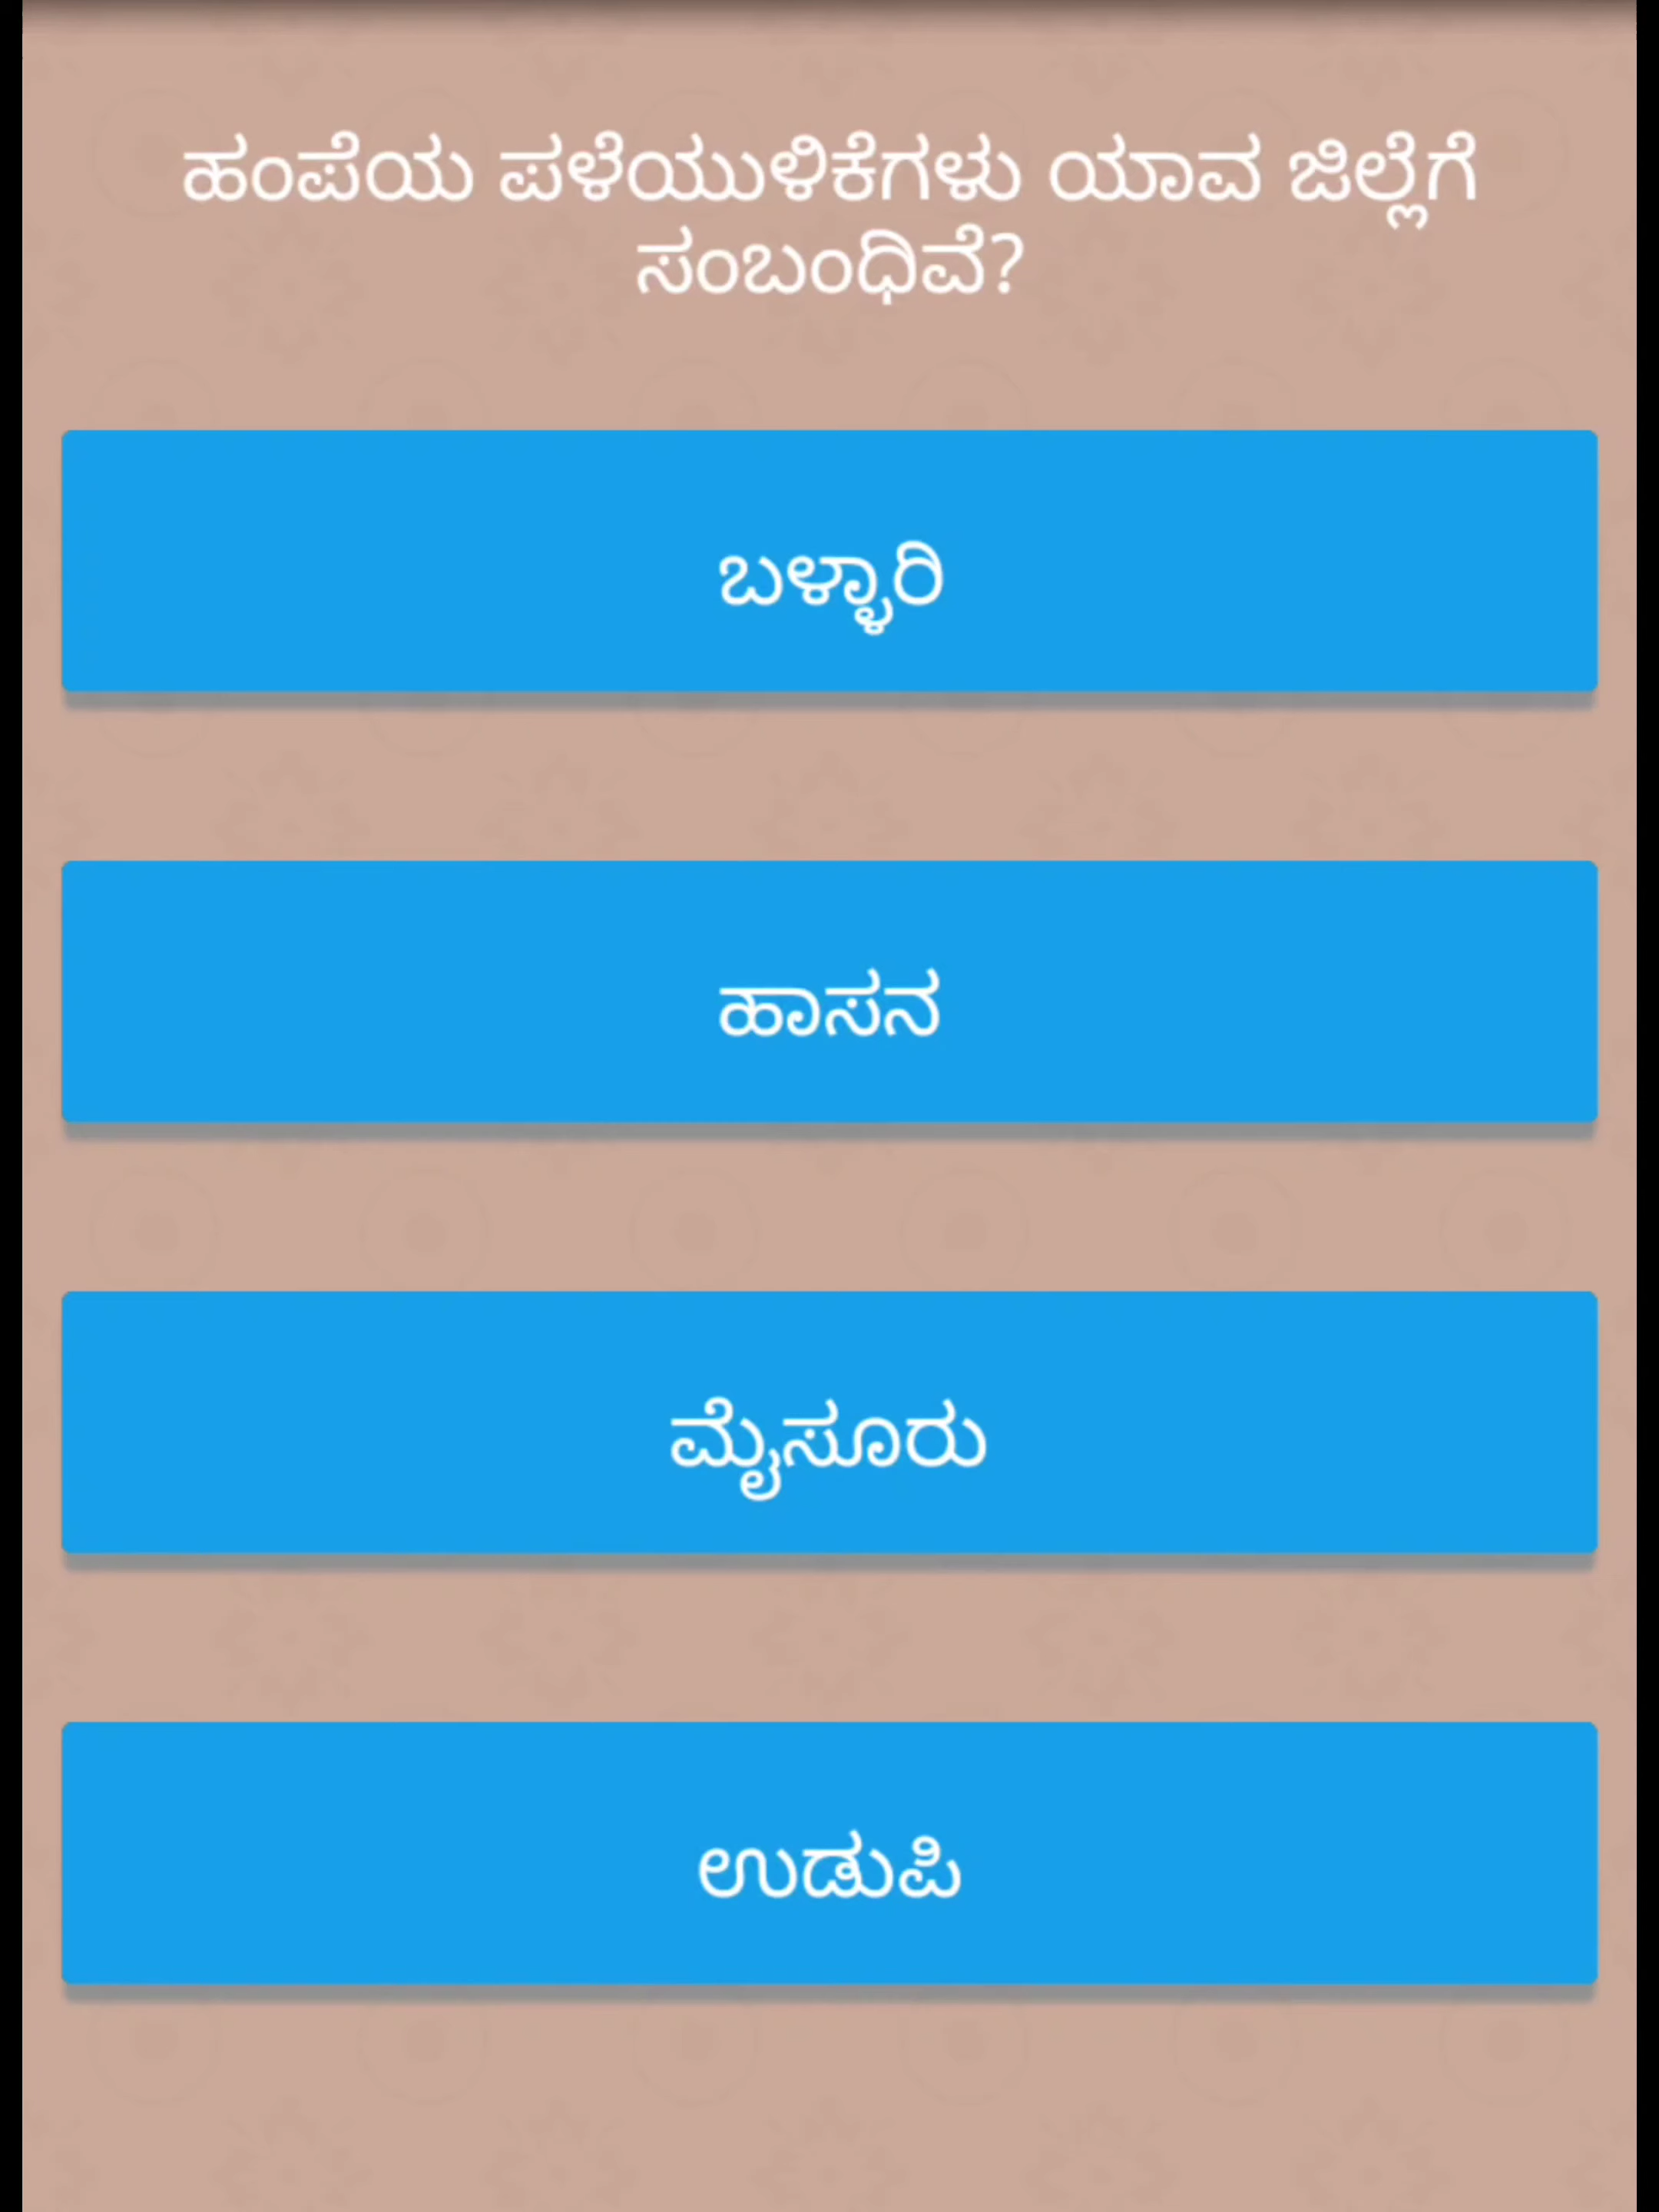 ಹಂಪೆಯ ಪಳೆಯುಳಿಕೆಗಳು ಯಾವ ಜಿಲ್ಲೆಗೆ
ಸಂಬಂಧಿವೆ?
ಬಳ್ಳಾರಿ
ಹಾಸನ
ಮೈಸೂರು
ಉಡುಪಿ